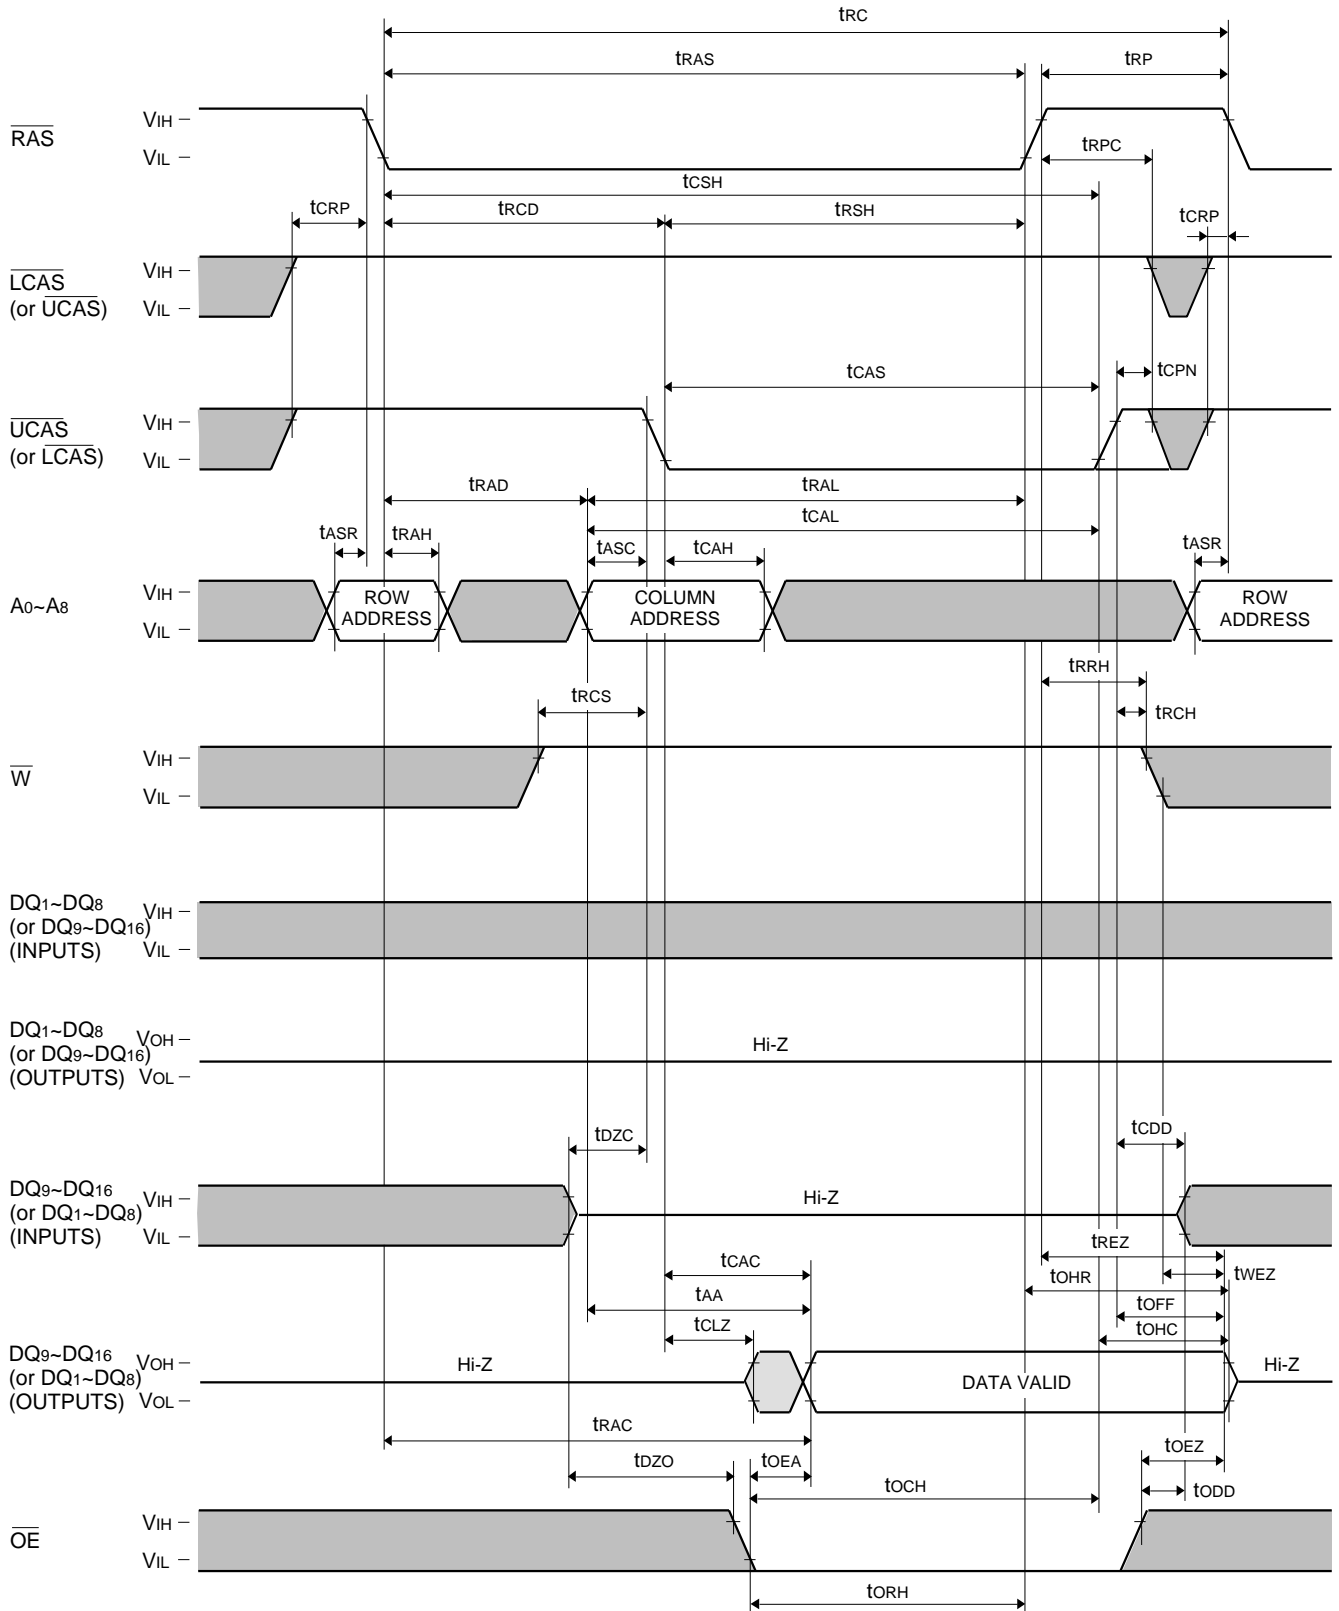 tRC
tRAS
tRP
RAS
VIH
VIL
tRPC
tCSH
tCRP
tRCD
tRSH
tCRP
LCAS
(or UCAS)
VIH
VIL
tCAS
tCPN
UCAS
(or LCAS)
VIH
VIL
tRAD
tRAL
tCAL
tASR
tRAH
tASC
tCAH
tASR
A0~A8
VIH
VIL
ROW
ADDRESS
COLUMN
ADDRESS
ROW
ADDRESS
tRRH
tRCS
tRCH
W
VIH
VIL
DQ1~DQ8
(or DQ9~DQ16)
(INPUTS)
VIH
VIL
DQ1~DQ8
(or DQ9~DQ16)
(OUTPUTS)
VOH
VOL
Hi-Z
tDZC
tCDD
DQ9~DQ16
(or DQ1~DQ8)
(INPUTS)
VIH
VIL
Hi-Z
tREZ
tCAC
tWEZ
tOHR
tAA
tOFF
tCLZ
tOHC
DQ9~DQ16
(or DQ1~DQ8)
(OUTPUTS)
VOH
VOL
Hi-Z
DATA VALID
Hi-Z
tRAC
tOEZ
tDZO
tOEA
tOCH
tODD
OE
VIH
VIL
tORH